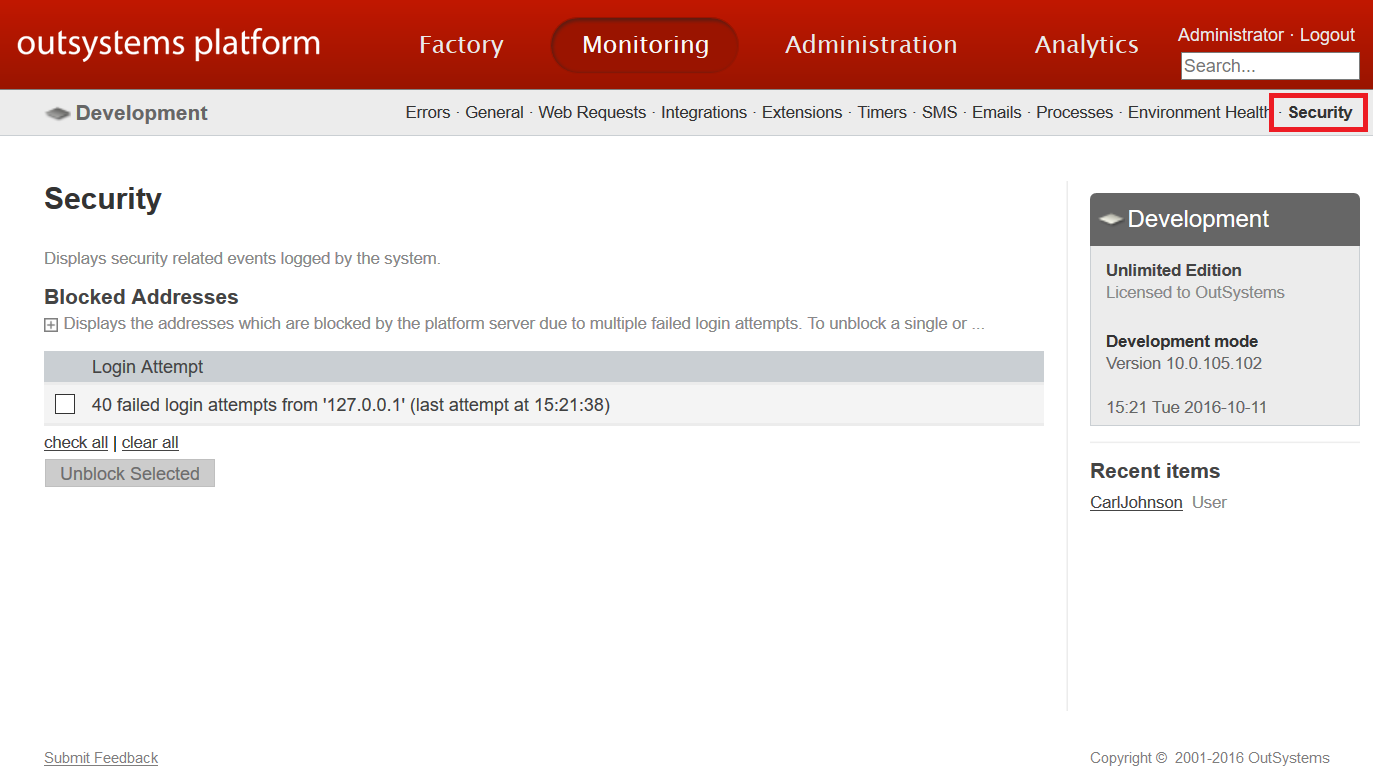 outsystems platform
Factory
Monitoring
Administration
Analytics
Administrator · Logout
Search...
Development
Errors · General · Web Requests · Integrations · Extensions · Timers · SMS · Emails · Processes · Environment Health · Security
Security
Displays security related events logged by the system.
Blocked Addresses
Displays the addresses which are blocked by the platform server due to multiple failed login attempts. To unblock a single or ...
Login Attempt
40 failed login attempts from '127.0.0.1' (last attempt at 15:21:38)
check all | clear all
Unblock Selected
Development
Unlimited Edition
Licensed to OutSystems
Development mode
Version 10.0.105.102
15:21 Tue 2016-10-11
Recent items
CarlJohnson User
Submit Feedback
Copyright © 2001-2016 OutSystems